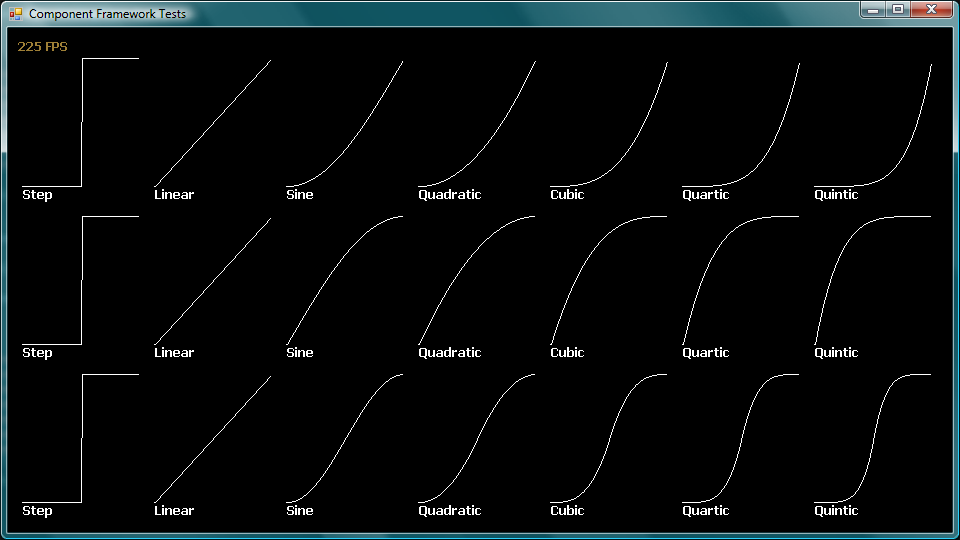 Component Framework Tests
225 FPS
Step Linear Sine Quadratic Cubic Quartic Quintic
Step Linear Sine Quadratic Cubic Quartic Quintic
Step Linear Sine Quadratic Cubic Quartic Quintic